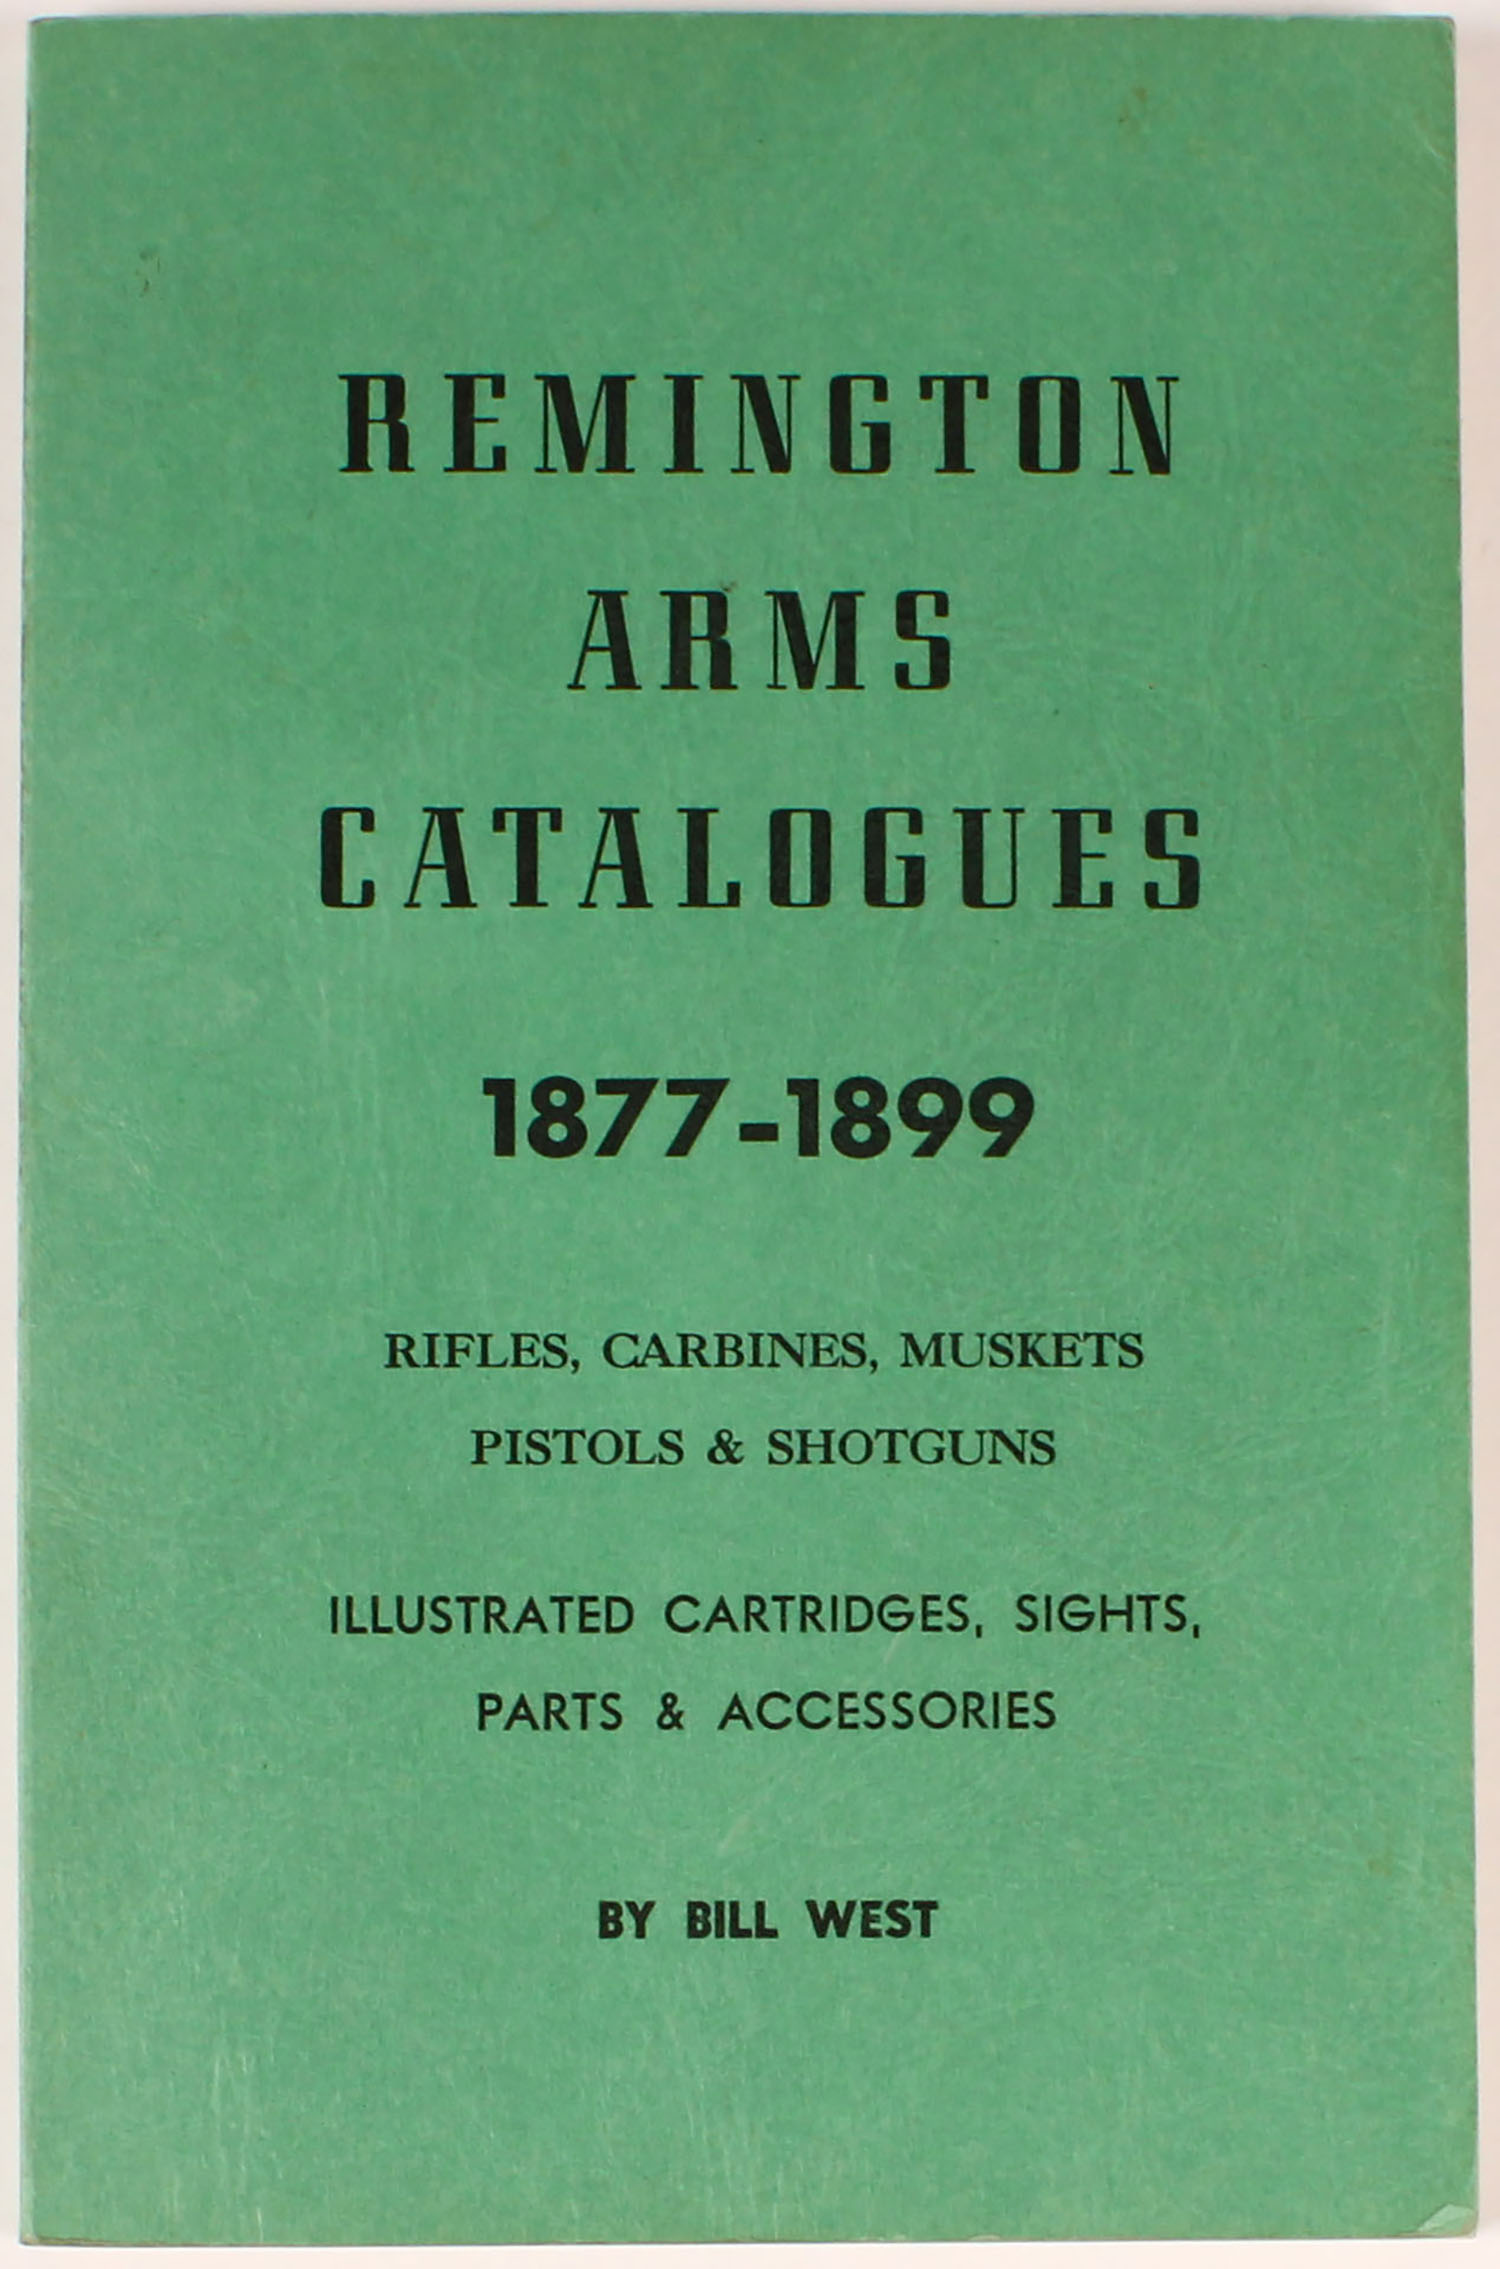 REMINGTON
ARMS
CATALOGUES
1877-1899
RIFLES, CARBINES, MUSKETS
PISTOLS & SHOTGUNS
ILLUSTRATED CARTRIDGES, SIGHTS,
PARTS & ACCESSORIES
BY BILL WEST